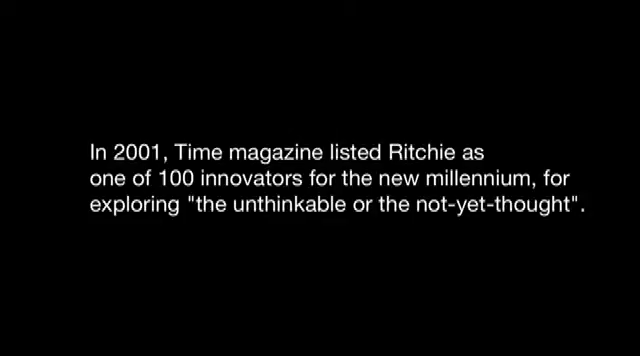 In 2001, Time magazine listed Ritchie as
one of 100 innovators for the new millennium, for
exploring "the unthinkable or the not-yet-thought".